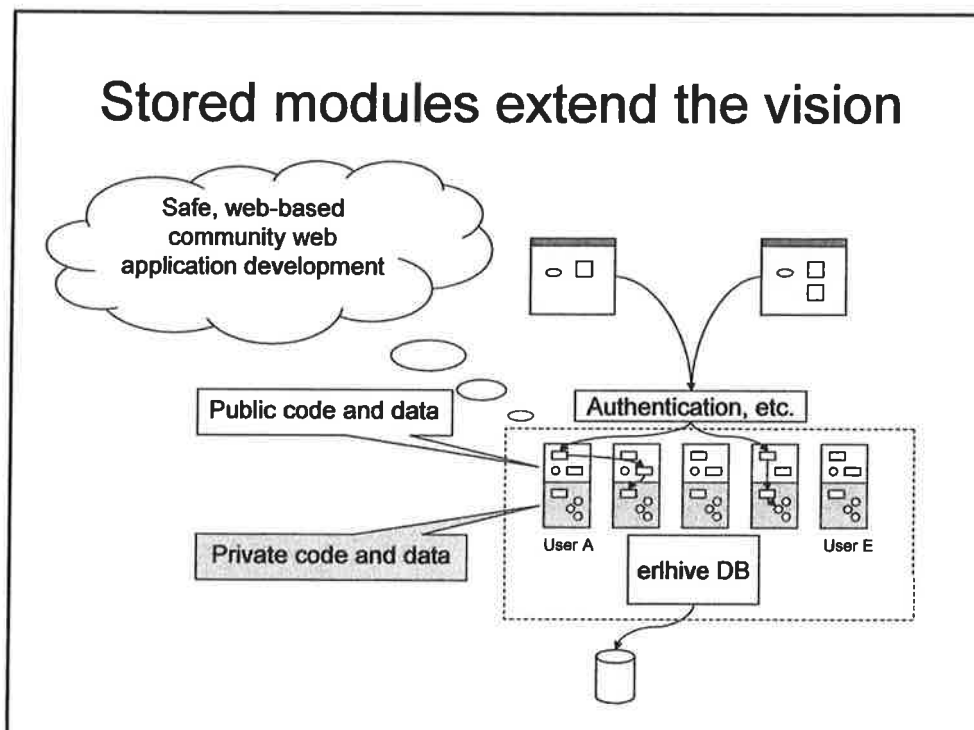 Stored modules extend the vision
Safe, web-based
community web
application development
Public code and data
Authentication, etc.
Private code and data
User A
User E
erlhive DB